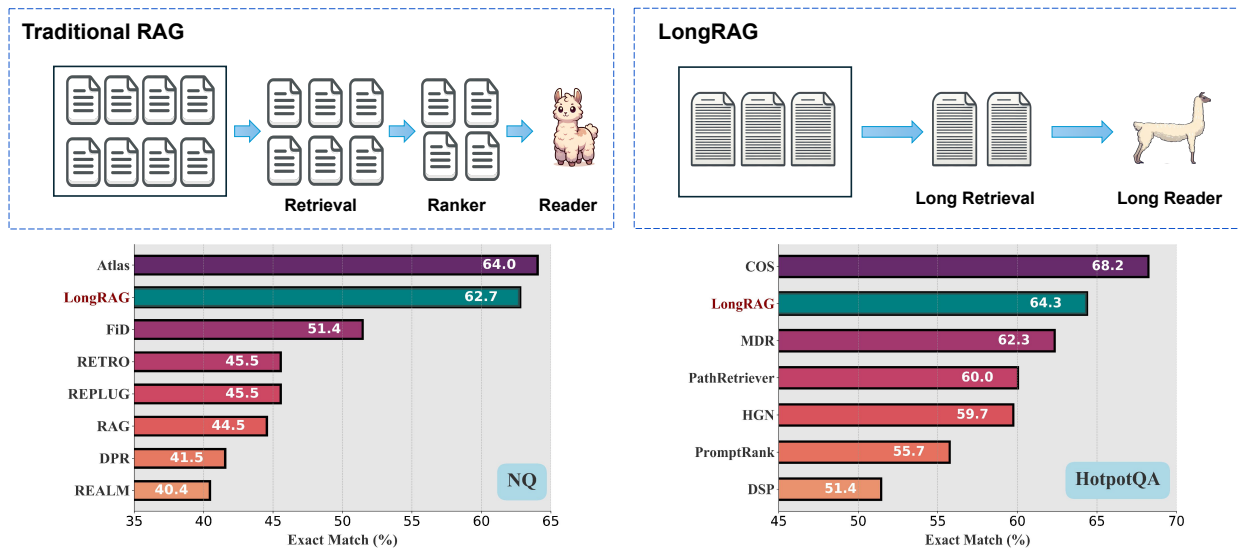 Traditional RAG
Retrieval
Ranker
Reader
LongRAG
Long Retrieval
Long Reader
Atlas 64.0
LongRAG 62.7
FiD 51.4
RETRO 45.5
REPLUG 45.5
RAG 44.5
DPR 41.5
REALM 40.4
NQ
35 40 45 50 55 60 65
Exact Match (%)
COS 68.2
LongRAG 64.3
MDR 62.3
PathRetriever 60.0
HGN 59.7
PromptRank 55.7
DSP 51.4
HotpotQA
45 50 55 60 65 70
Exact Match (%)